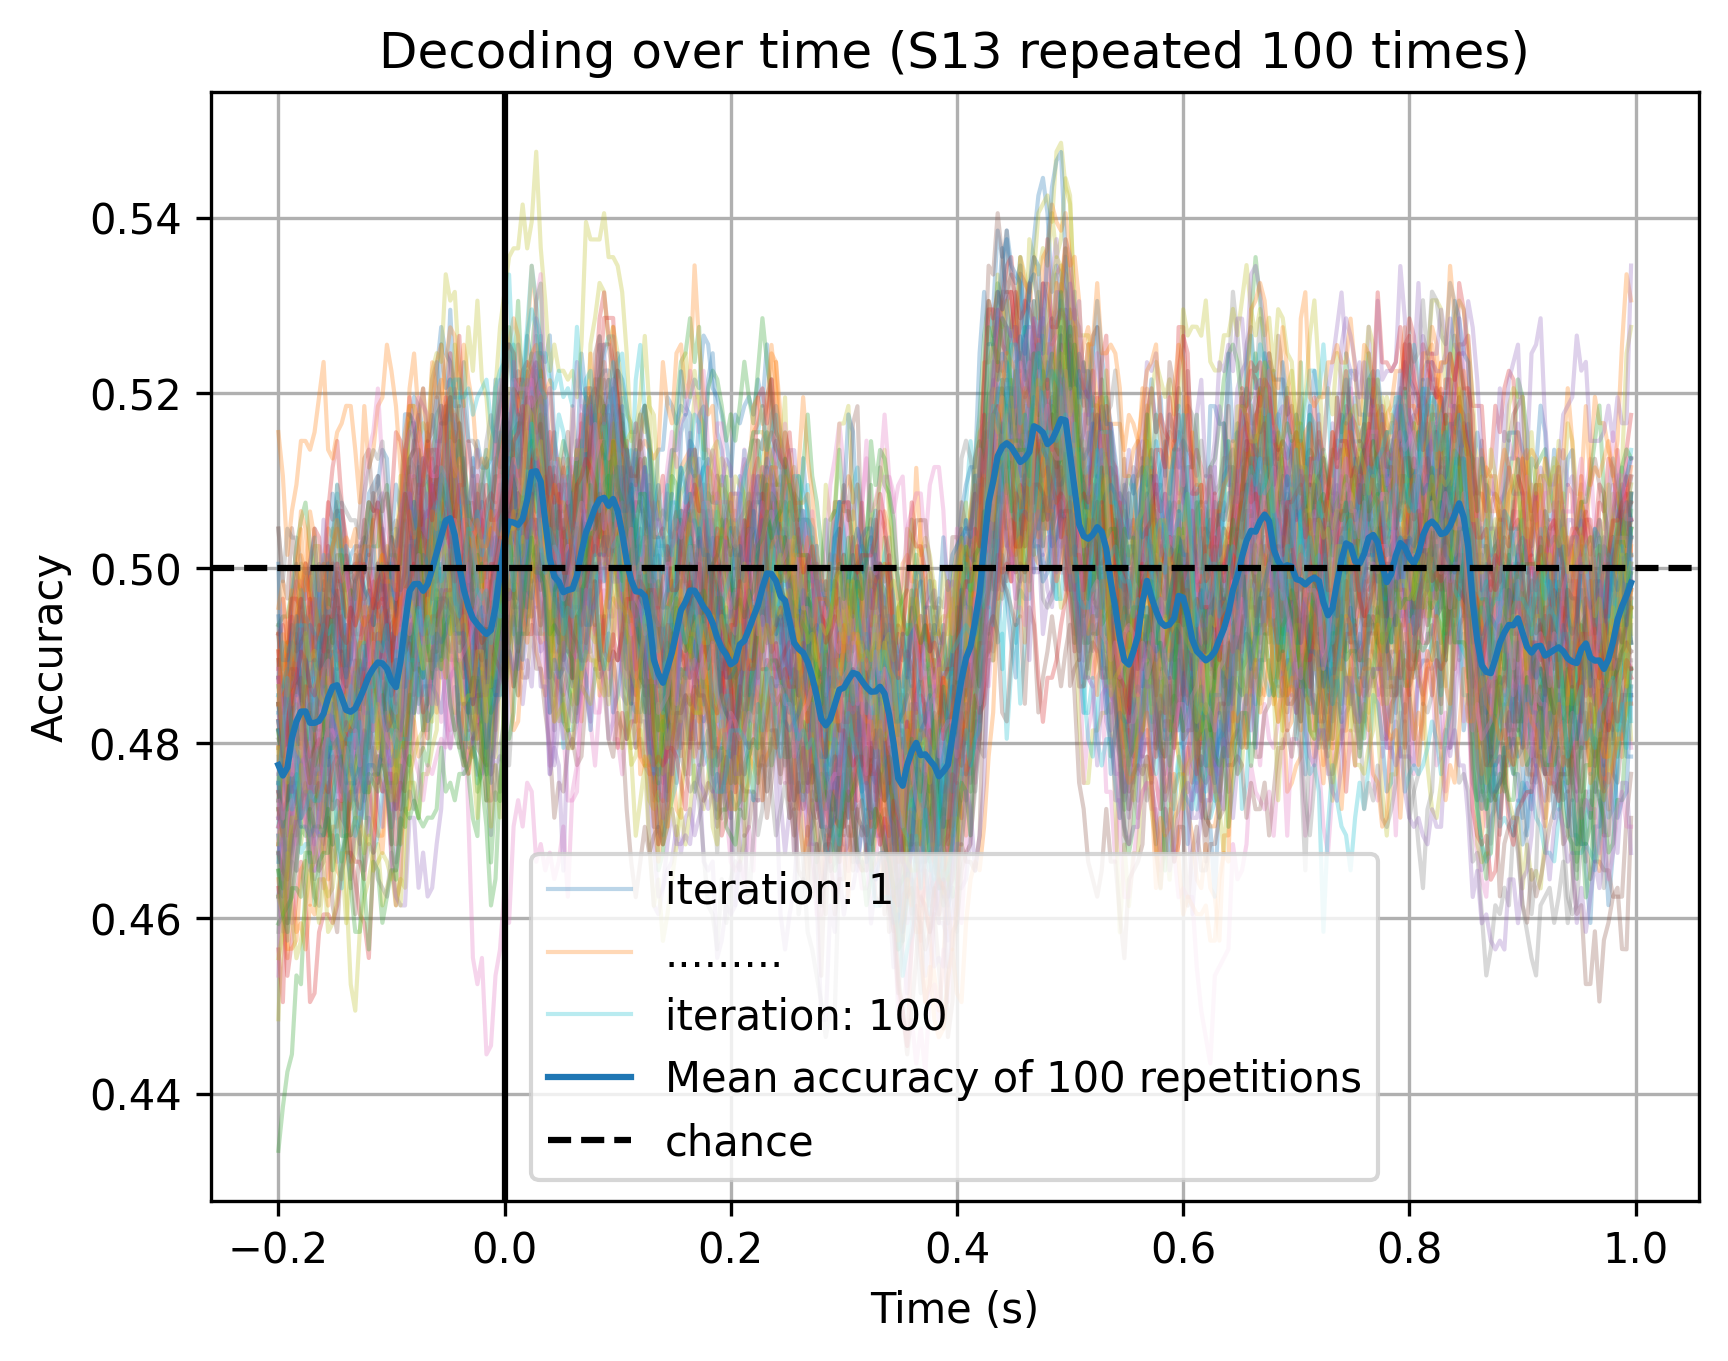 Decoding over time (S13 repeated 100 times)
Accuracy
0.54
0.52
0.50
0.48
0.46
0.44
iteration: 1
.........
iteration: 100
Mean accuracy of 100 repetitions
chance
−0.2 0.0 0.2 0.4 0.6 0.8 1.0
Time (s)